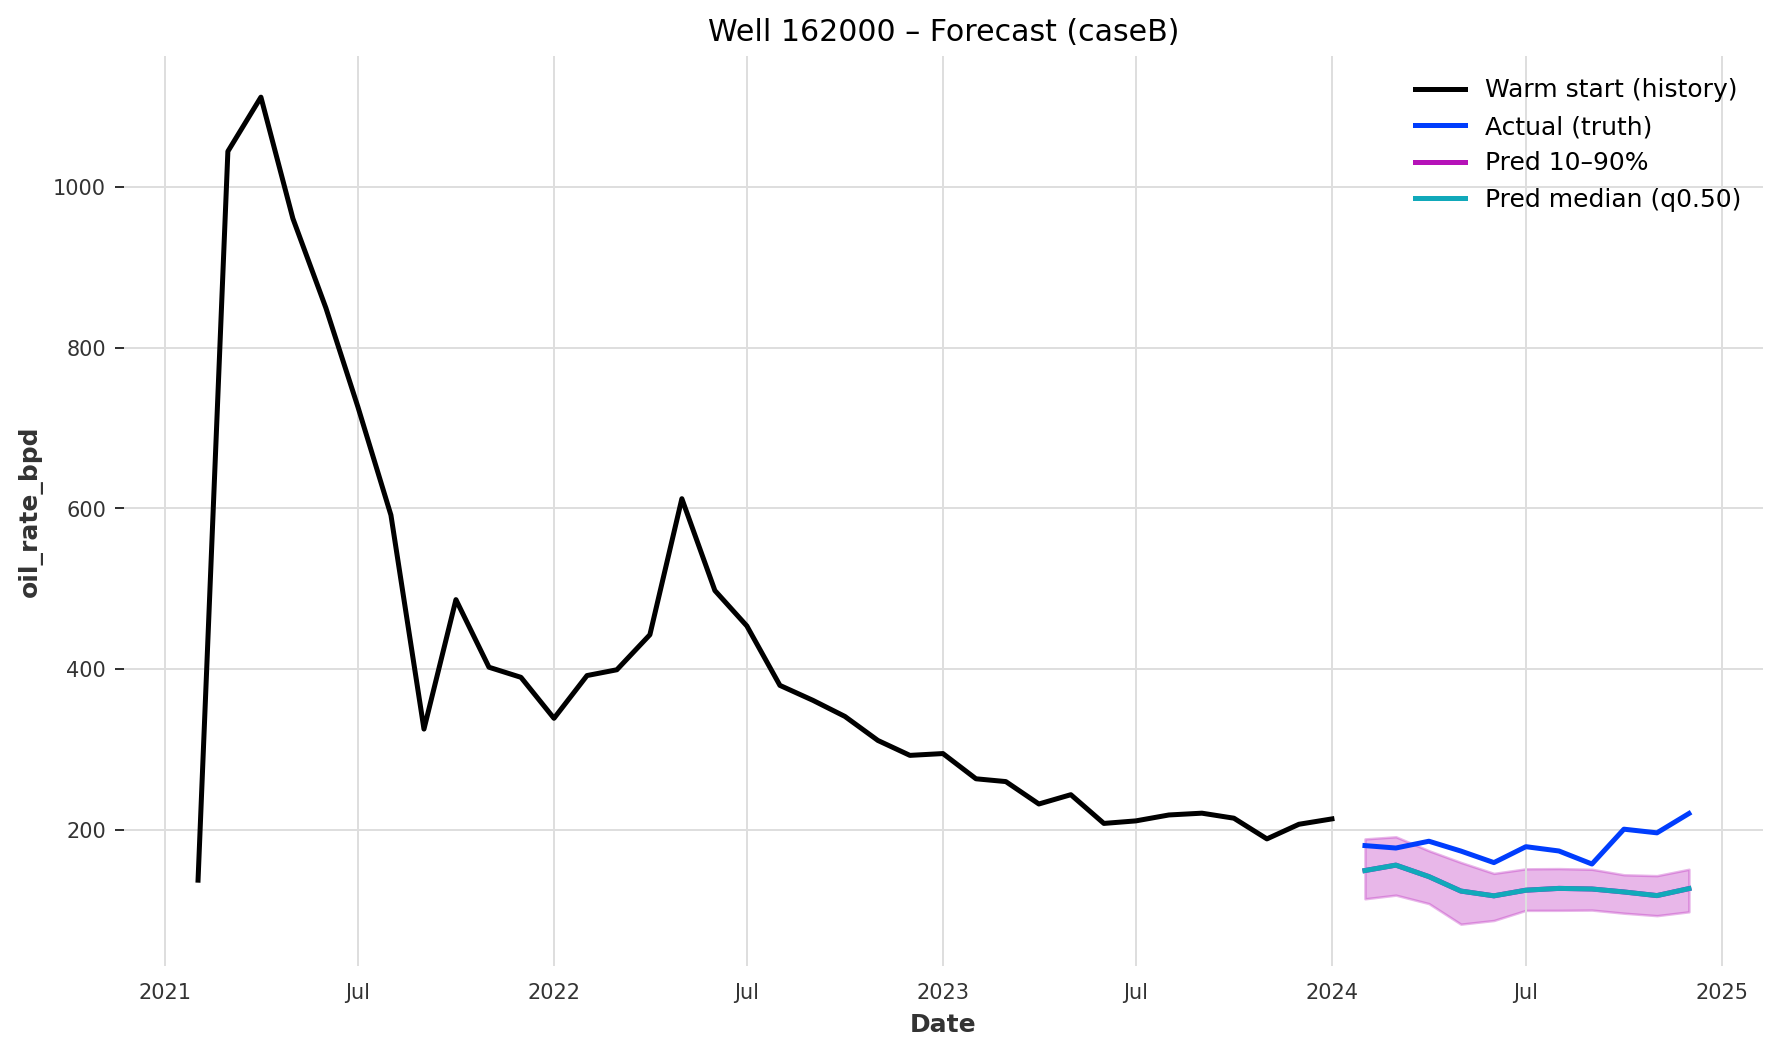 Well 162000 – Forecast (caseB)
Warm start (history)
Actual (truth)
Pred 10–90%
Pred median (q0.50)
1000
800
600
400
200
oil_rate_bpd
2021
Jul
2022
Jul
2023
Jul
2024
Jul
2025
Date